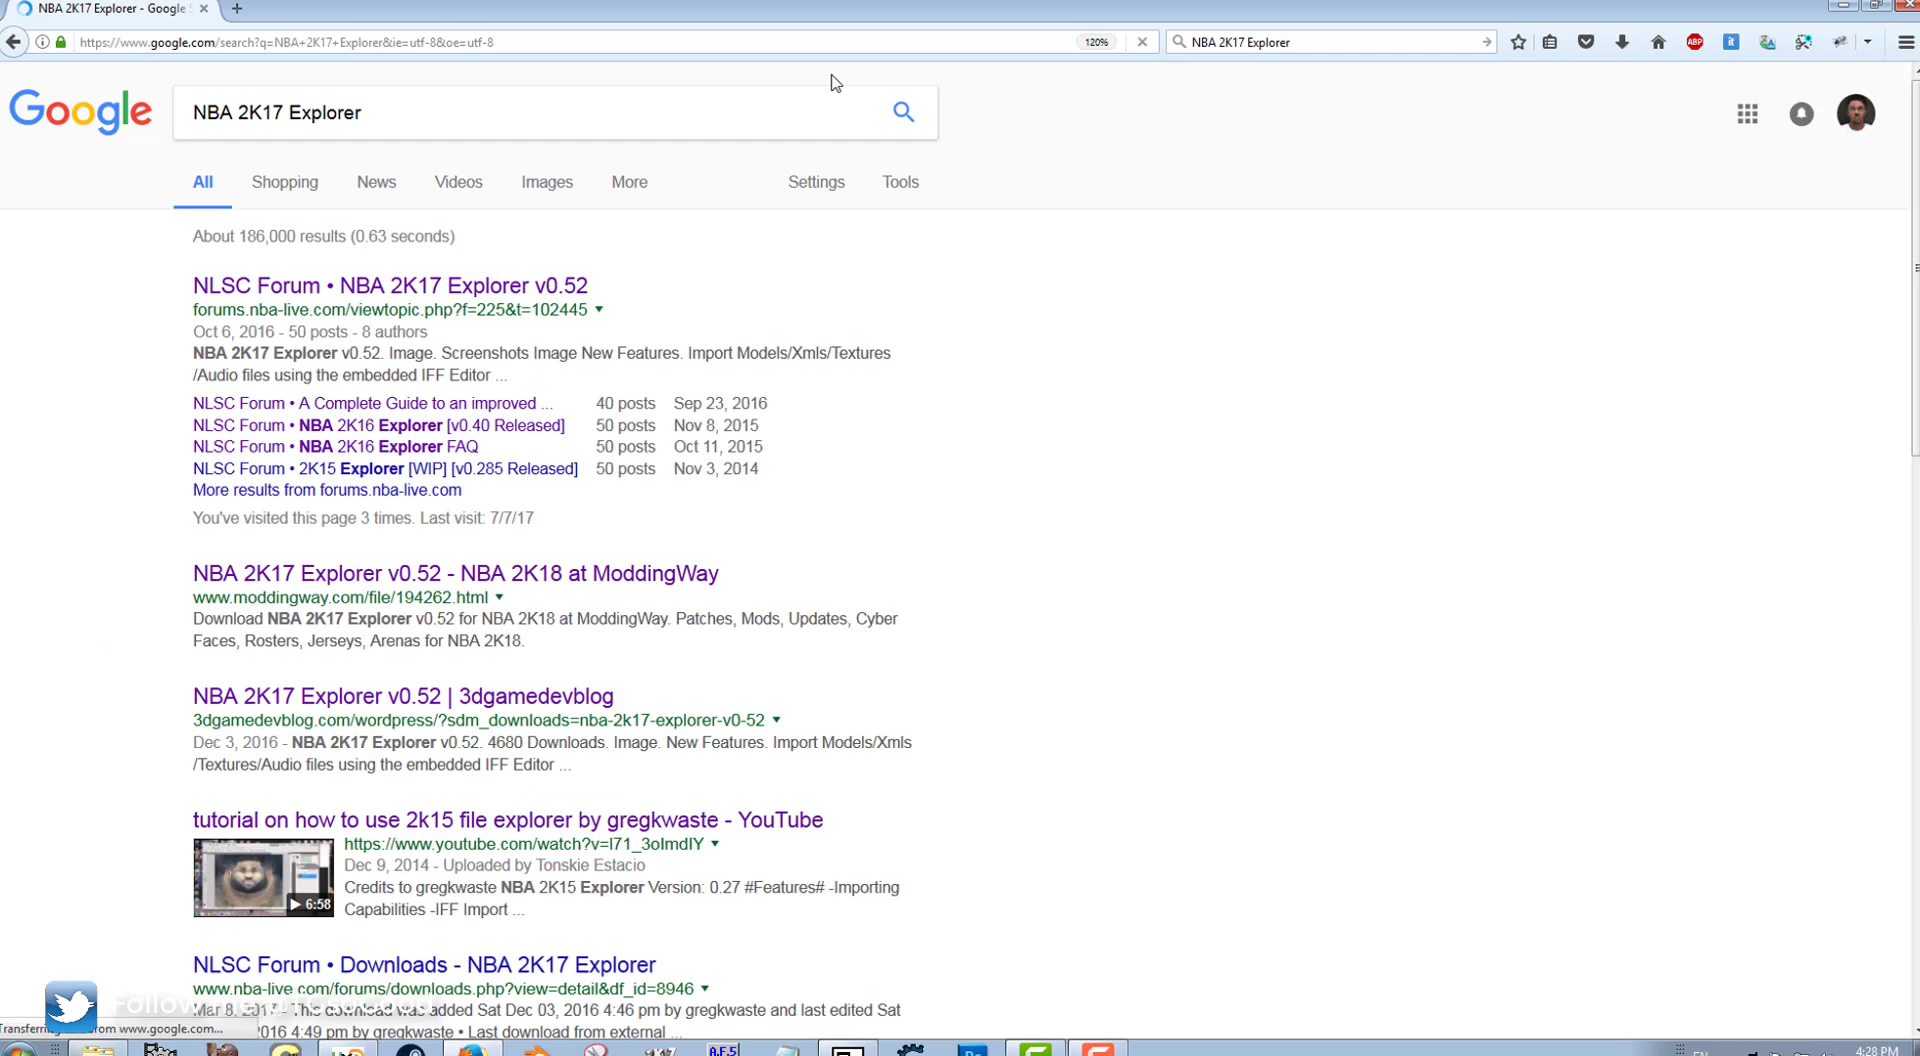 NBA 2K17 Explorer - Google S
https://www.google.com/search?q=NBA+2K17+Explorer&ie=utf-8&oe=utf-8
120%
NBA 2K17 Explorer
ABP
it
Google
NBA 2K17 Explorer
All
Shopping
News
Videos
Images
More
Settings
Tools
About 186,000 results (0.63 seconds)
NLSC Forum • NBA 2K17 Explorer v0.52
forums.nba-live.com/viewtopic.php?f=225&t=102445
Oct 6, 2016 - 50 posts - 8 authors
NBA 2K17 Explorer v0.52. Image. Screenshots Image New Features. Import Models/Xmls/Textures
/Audio files using the embedded IFF Editor ...
NLSC Forum • A Complete Guide to an improved ... 40 posts Sep 23, 2016
NLSC Forum • NBA 2K16 Explorer [v0.40 Released] 50 posts Nov 8, 2015
NLSC Forum • NBA 2K16 Explorer FAQ 50 posts Oct 11, 2015
NLSC Forum • 2K15 Explorer [WIP] [v0.285 Released] 50 posts Nov 3, 2014
More results from forums.nba-live.com
You've visited this page 3 times. Last visit: 7/7/17
NBA 2K17 Explorer v0.52 - NBA 2K18 at ModdingWay
www.moddingway.com/file/194262.html
Download NBA 2K17 Explorer v0.52 for NBA 2K18 at ModdingWay. Patches, Mods, Updates, Cyber
Faces, Rosters, Jerseys, Arenas for NBA 2K18.
NBA 2K17 Explorer v0.52 | 3dgamedevblog
3dgamedevblog.com/wordpress/?sdm_downloads=nba-2k17-explorer-v0-52
Dec 3, 2016 - NBA 2K17 Explorer v0.52. 4680 Downloads. Image. New Features. Import Models/Xmls
/Textures/Audio files using the embedded IFF Editor ...
tutorial on how to use 2k15 file explorer by gregkwaste - YouTube
https://www.youtube.com/watch?v=l71_3oImdIY
Dec 9, 2014 - Uploaded by Tonskie Estacio
Credits to gregkwaste NBA 2K15 Explorer Version: 0.27 #Features# -Importing
Capabilities -IFF Import ...
6:58
NLSC Forum • Downloads - NBA 2K17 Explorer
www.nba-live.com/forums/downloads.php?view=detail&df_id=8946
Mar 8, 2017 - This download was added Sat Dec 03, 2016 4:46 pm by gregkwaste and last edited Sat
2016 4:49 pm by gregkwaste • Last download from external ...
from www.google.com...
A.F.5
EN
4:28 PM